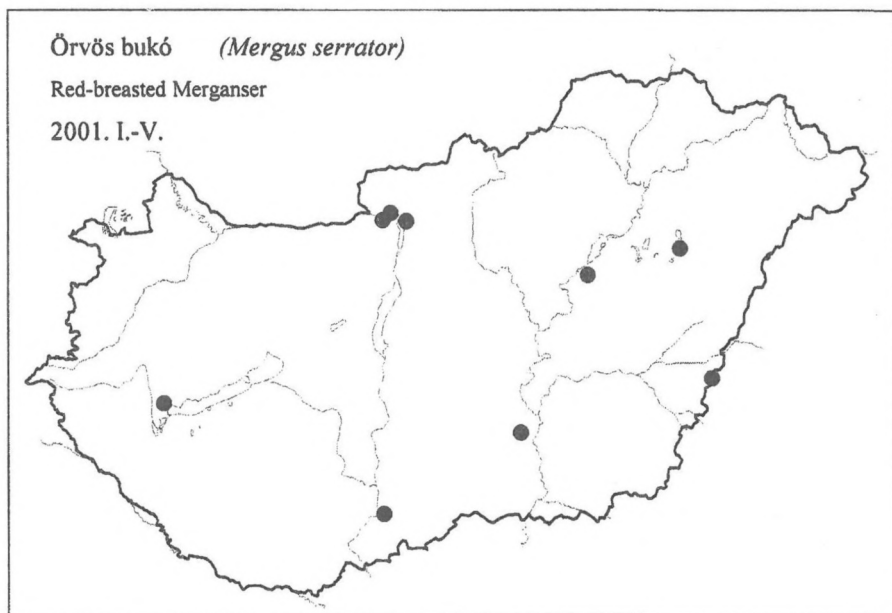 Örvös bukó (Mergus serrator)
Red-breasted Merganser
2001. I.-V.